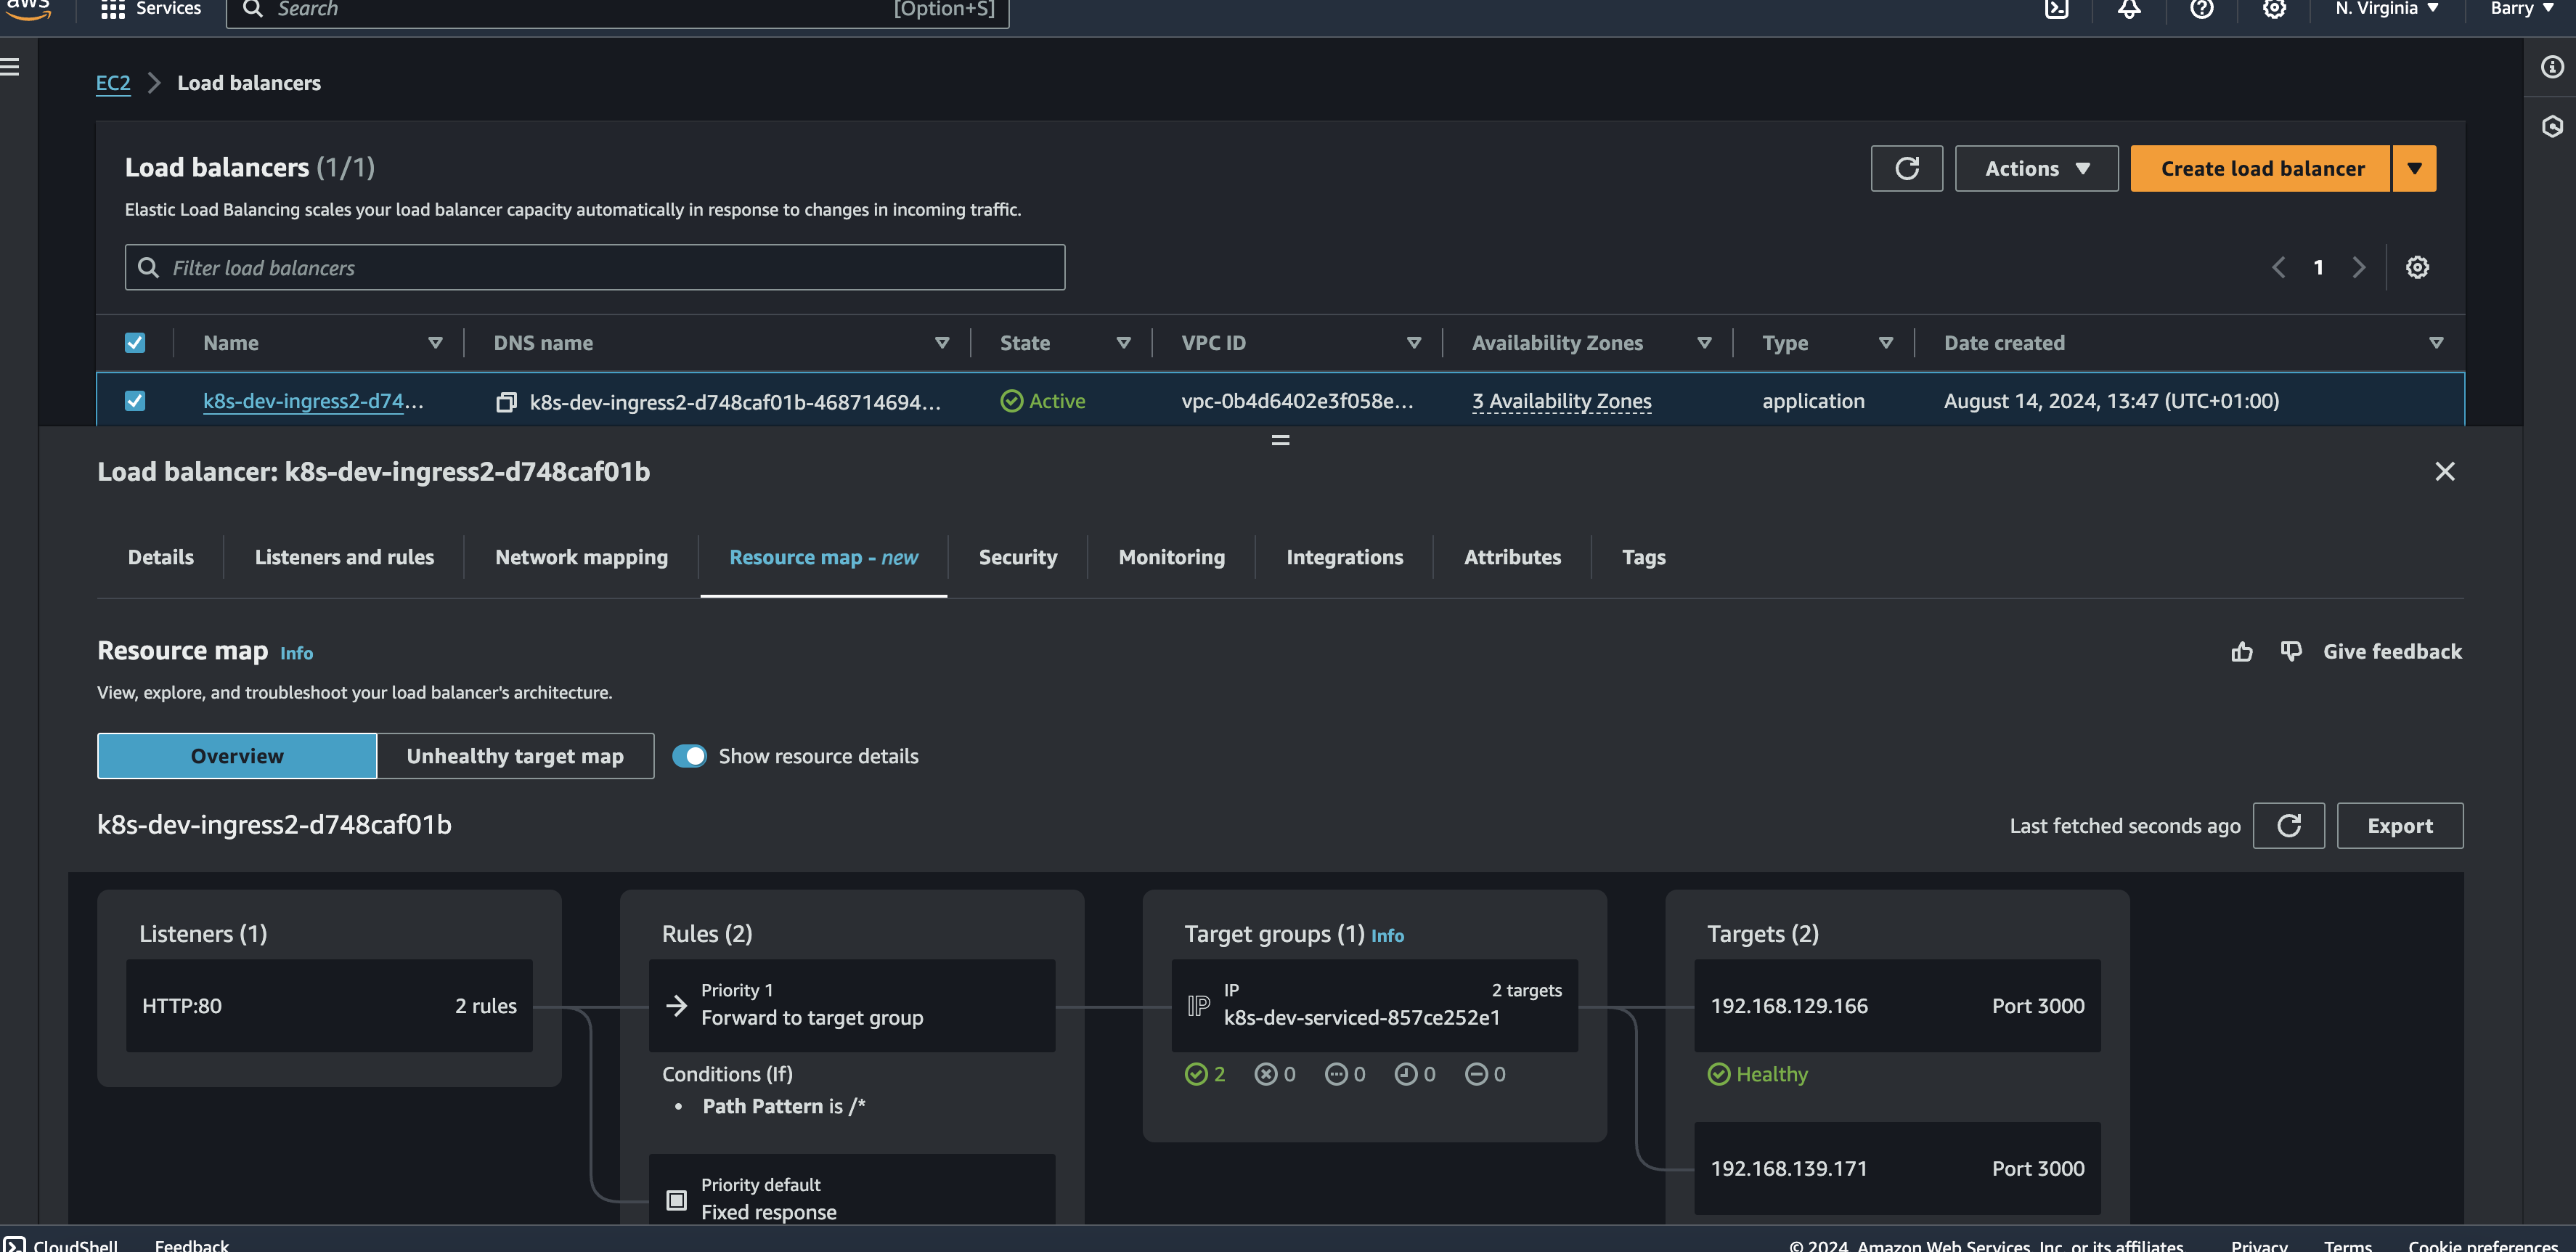 aws Services Search [Option+S] N. Virginia Barry
EC2 Load balancers
Load balancers (1/1)
Actions Create load balancer
Elastic Load Balancing scales your load balancer capacity automatically in response to changes in incoming traffic.
Filter load balancers 1
Name DNS name State VPC ID Availability Zones Type Date created
k8s-dev-ingress2-d74... k8s-dev-ingress2-d748caf01b-468714694... Active vpc-0b4d6402e3f058e... 3 Availability Zones application August 14, 2024, 13:47 (UTC+01:00)
Load balancer: k8s-dev-ingress2-d748caf01b
Details Listeners and rules Network mapping Resource map - new Security Monitoring Integrations Attributes Tags
Resource map Info Give feedback
View, explore, and troubleshoot your load balancer's architecture.
Overview Unhealthy target map Show resource details
k8s-dev-ingress2-d748caf01b Last fetched seconds ago Export
Listeners (1)
HTTP:80 2 rules
Rules (2)
Priority 1
Forward to target group
Conditions (If)
• Path Pattern is /*
Priority default
Fixed response
Target groups (1) Info
IP IP 2 targets
k8s-dev-serviced-857ce252e1
2 0 0 0 0
Targets (2)
192.168.129.166 Port 3000
Healthy
192.168.139.171 Port 3000
CloudShell Feedback © 2024, Amazon Web Services, Inc. or its affiliates. Privacy Terms Cookie preferences